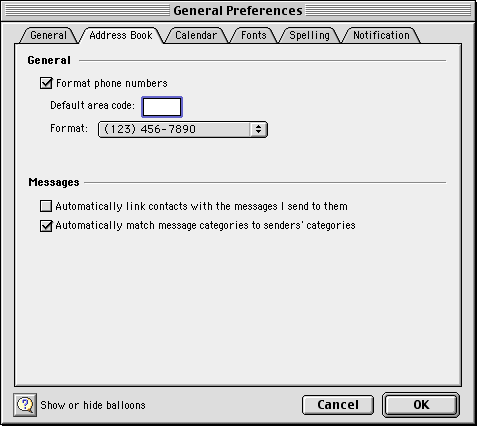 General Preferences
General Address Book Calendar Fonts Spelling Notification
General
Format phone numbers
Default area code:
Format: (123) 456-7890
Messages
Automatically link contacts with the messages I send to them
Automatically match message categories to senders' categories
Show or hide balloons Cancel OK